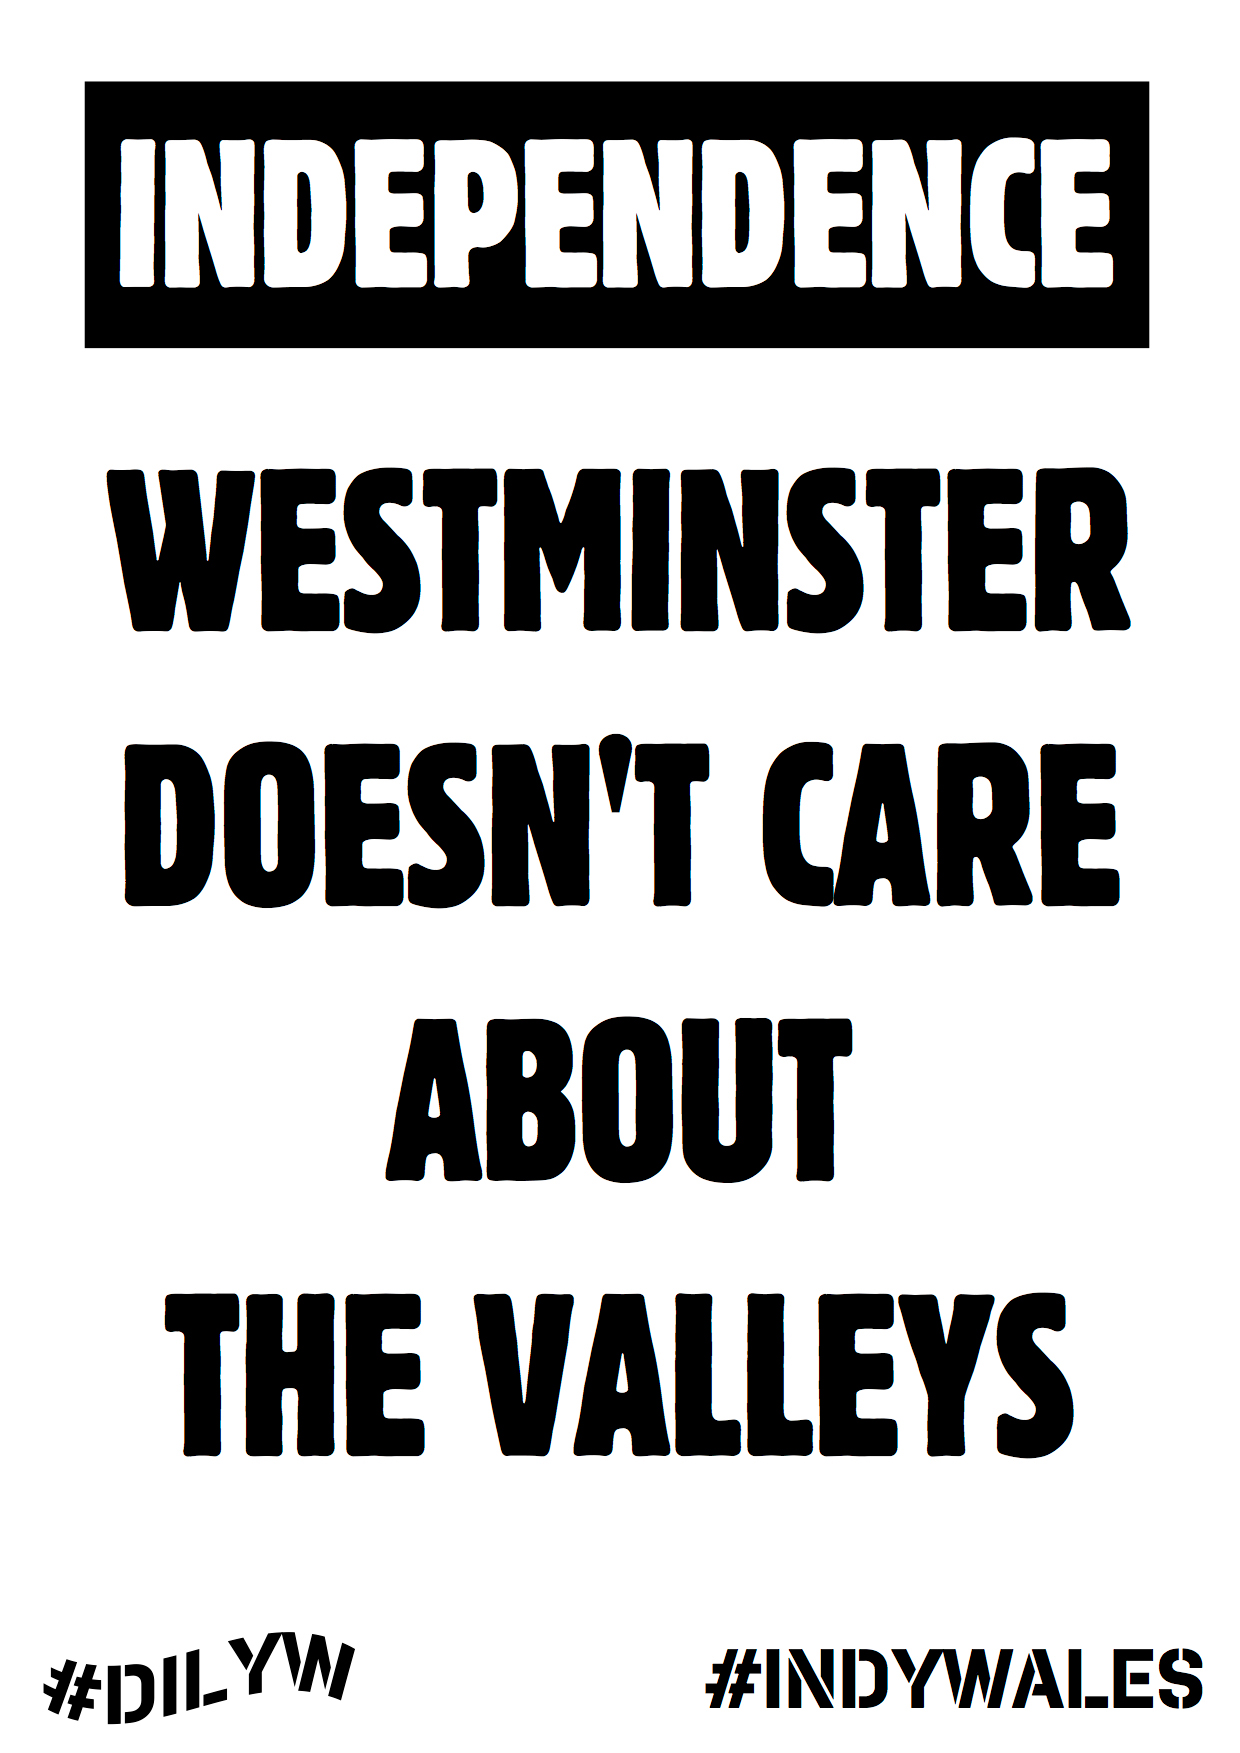 INDEPENDENCE
WESTMINSTER
DOESN'T CARE
ABOUT
THE VALLEYS
#DILYW #INDYWALES